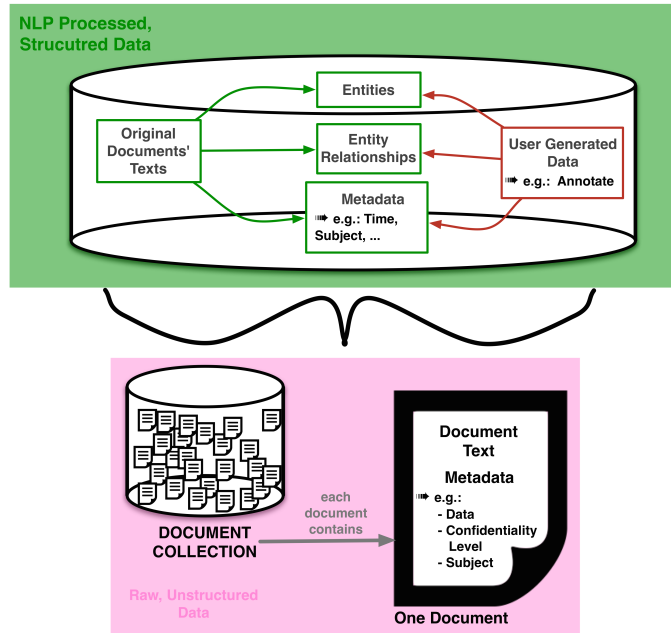 NLP Processed,
Strucutred Data
Entities
Original
Documents'
Texts
Entity
Relationships
User Generated
Data
➠ e.g.: Annotate
Metadata
➠ e.g.: Time,
Subject, ...
DOCUMENT
COLLECTION
each
document
contains
Document
Text
Metadata
➠ e.g.:
- Data
- Confidentiality
Level
- Subject
One Document
Raw, Unstructured
Data